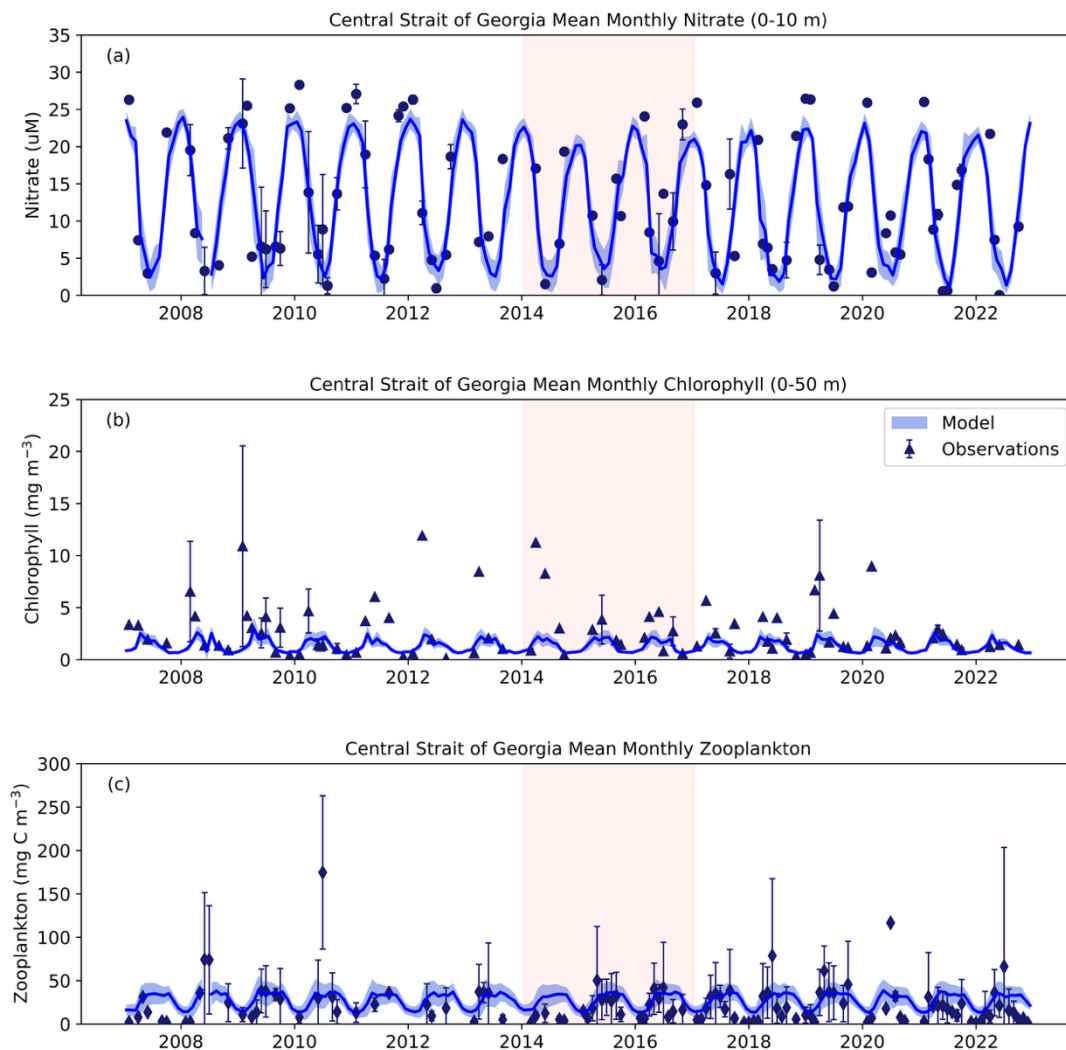 Central Strait of Georgia Mean Monthly Nitrate (0-10 m)
(a)
Nitrate (uM)
35
30
25
20
15
10
5
0
2008 2010 2012 2014 2016 2018 2020 2022
Central Strait of Georgia Mean Monthly Chlorophyll (0-50 m)
(b)
Chlorophyll (mg m⁻³)
25
20
15
10
5
0
Model
Observations
2008 2010 2012 2014 2016 2018 2020 2022
Central Strait of Georgia Mean Monthly Zooplankton
(c)
Zooplankton (mg C m⁻³)
300
250
200
150
100
50
0
2008 2010 2012 2014 2016 2018 2020 2022